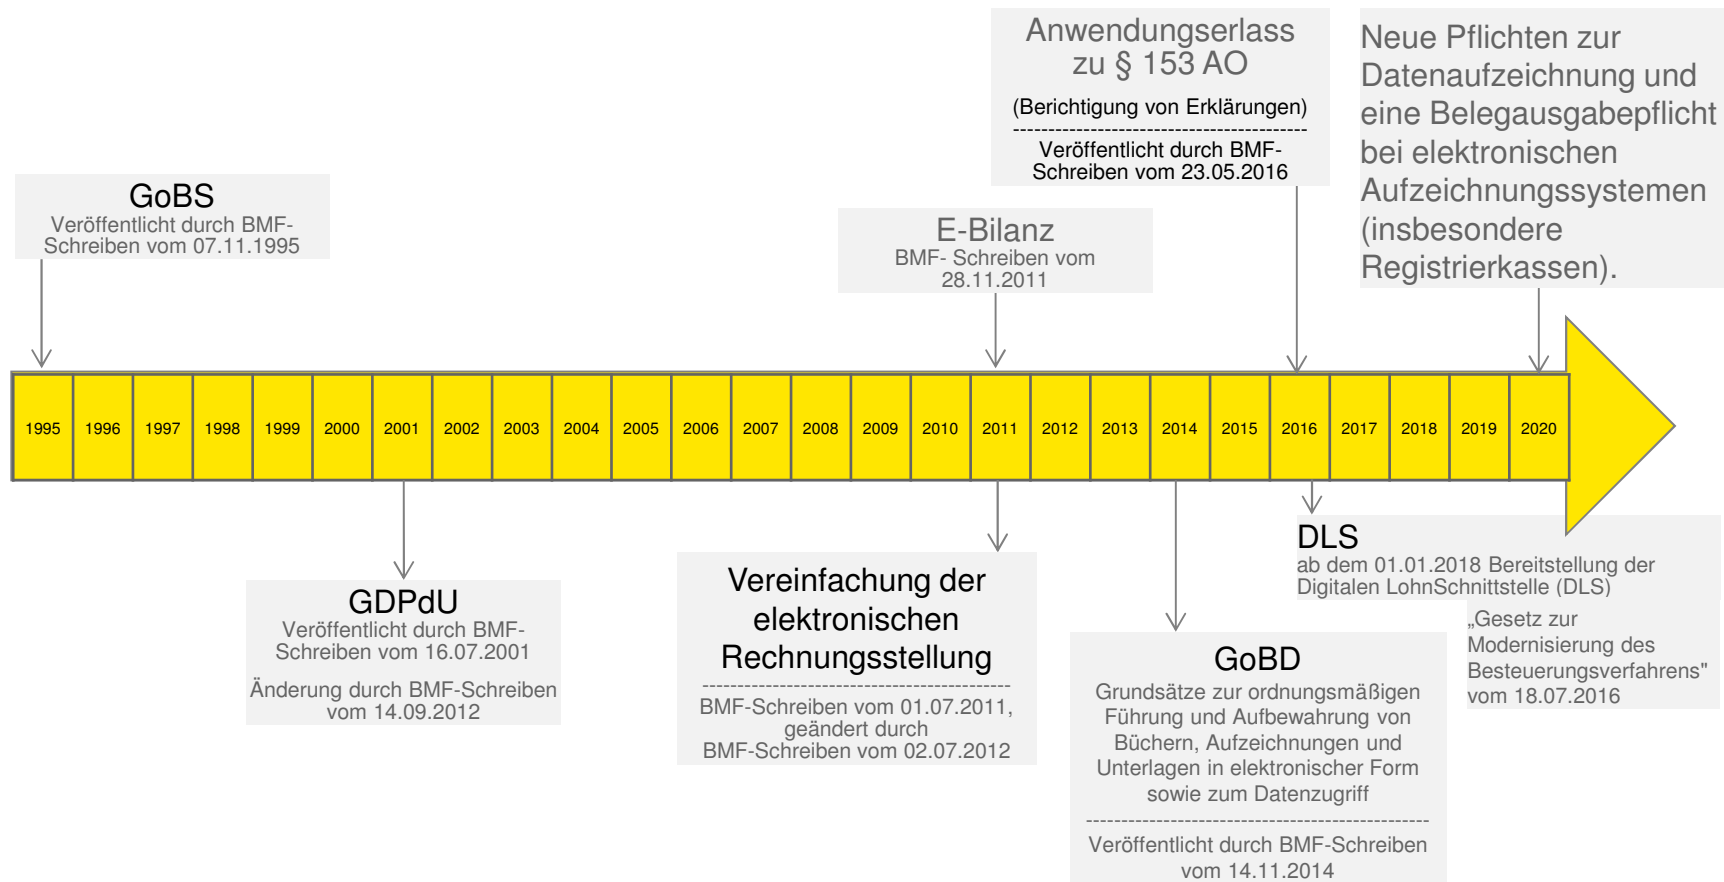 Anwendungserlass
zu § 153 AO
(Berichtigung von Erklärungen)
------------------------------------------
Veröffentlicht durch BMF-
Schreiben vom 23.05.2016
Neue Pflichten zur
Datenaufzeichnung und
eine Belegausgabepflicht
bei elektronischen
Aufzeichnungssystemen
(insbesondere
Registrierkassen).
GoBS
Veröffentlicht durch BMF-
Schreiben vom 07.11.1995
E-Bilanz
BMF- Schreiben vom
28.11.2011
1995 1996 1997 1998 1999 2000 2001 2002 2003 2004 2005 2006 2007 2008 2009 2010 2011 2012 2013 2014 2015 2016 2017 2018 2019 2020
GDPdU
Veröffentlicht durch BMF-
Schreiben vom 16.07.2001
Änderung durch BMF-Schreiben
vom 14.09.2012
Vereinfachung der
elektronischen
Rechnungsstellung
--------------------------------------------
BMF-Schreiben vom 01.07.2011,
geändert durch
BMF-Schreiben vom 02.07.2012
GoBD
Grundsätze zur ordnungsmäßigen
Führung und Aufbewahrung von
Büchern, Aufzeichnungen und
Unterlagen in elektronischer Form
sowie zum Datenzugriff
-------------------------------------------------
Veröffentlicht durch BMF-Schreiben
vom 14.11.2014
DLS
ab dem 01.01.2018 Bereitstellung der
Digitalen LohnSchnittstelle (DLS)
„Gesetz zur
Modernisierung des
Besteuerungsverfahrens"
vom 18.07.2016